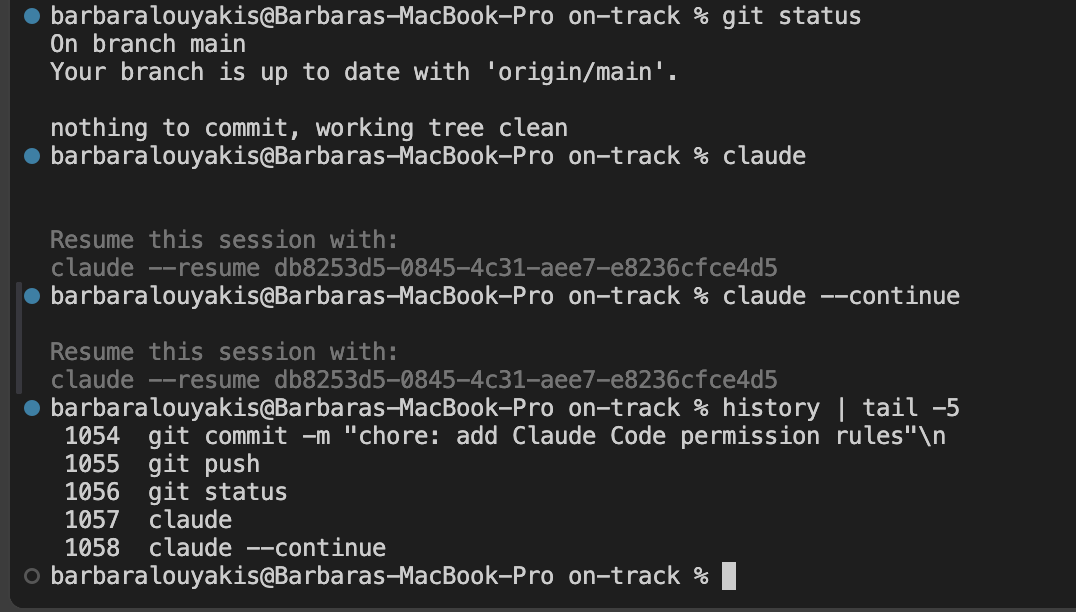 barbaralouyakis@Barbaras-MacBook-Pro on-track % git status
On branch main
Your branch is up to date with 'origin/main'.
nothing to commit, working tree clean
barbaralouyakis@Barbaras-MacBook-Pro on-track % claude
Resume this session with:
claude --resume db8253d5-0845-4c31-aee7-e8236cfce4d5
barbaralouyakis@Barbaras-MacBook-Pro on-track % claude --continue
Resume this session with:
claude --resume db8253d5-0845-4c31-aee7-e8236cfce4d5
barbaralouyakis@Barbaras-MacBook-Pro on-track % history | tail -5
1054  git commit -m "chore: add Claude Code permission rules"\n
1055  git push
1056  git status
1057  claude
1058  claude --continue
barbaralouyakis@Barbaras-MacBook-Pro on-track %